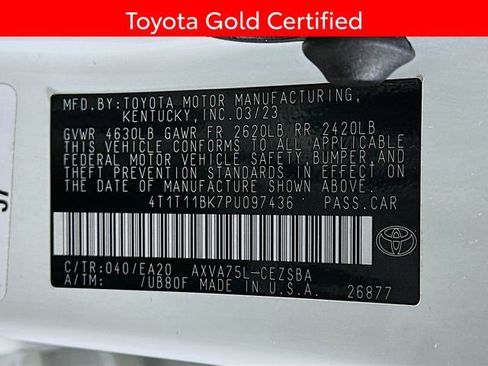 Toyota Gold Certified
MFD. BY: TOYOTA MOTOR MANUFACTURING,
KENTUCKY, INC. 03/23
GVWR 4630LB GAWR FR 2620LB RR 2420LB
THIS VEHICLE CONFORMS TO ALL APPLICABLE
FEDERAL MOTOR VEHICLE SAFETY, BUMPER, AND
THEFT PREVENTION STANDARDS IN EFFECT ON
THE DATE OF MANUFACTURE SHOWN ABOVE.
4T1T11BK7PU097436 PASS.CAR
C/TR:040/EA20 AXVA75L-CEZSBA
A/TM: /UB80F MADE IN U.S.A. 26877